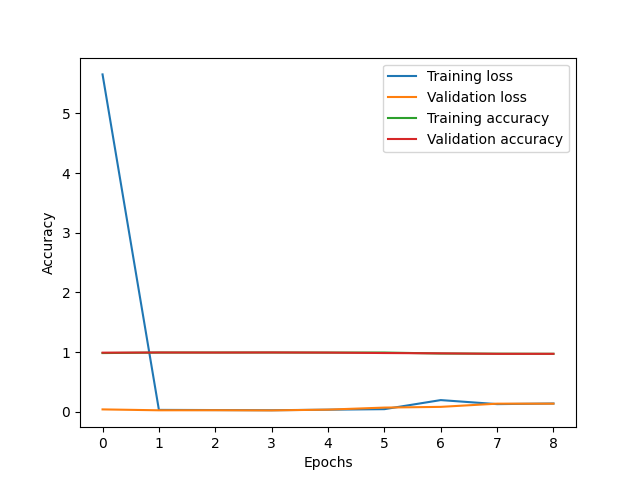 Training loss
Validation loss
Training accuracy
Validation accuracy
5
4
3
2
1
0
Accuracy
0 1 2 3 4 5 6 7 8
Epochs